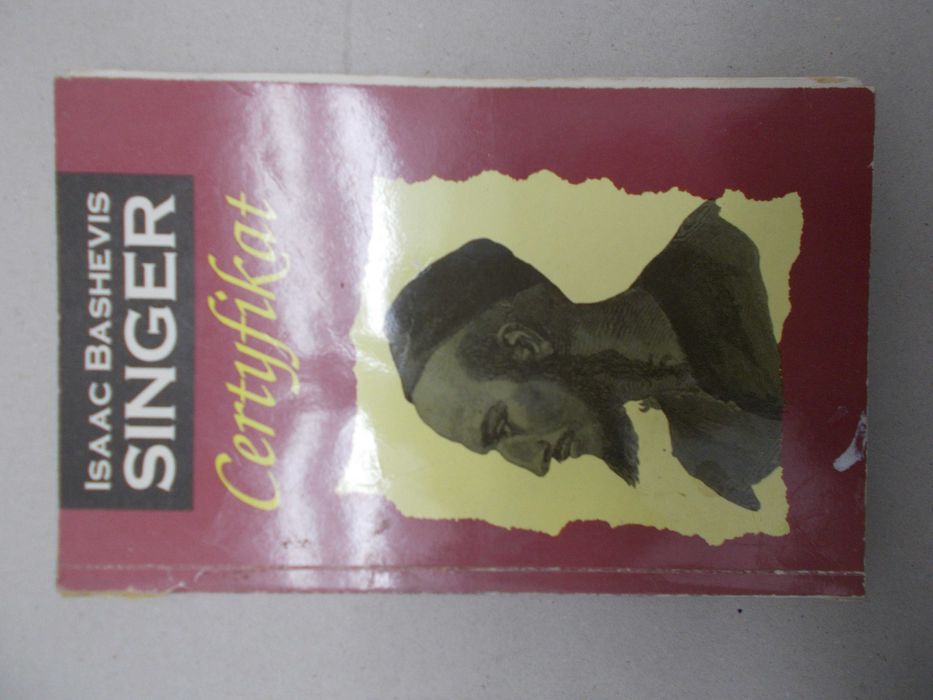 ISAAC BASHEVIS
SINGER
Certyfikat